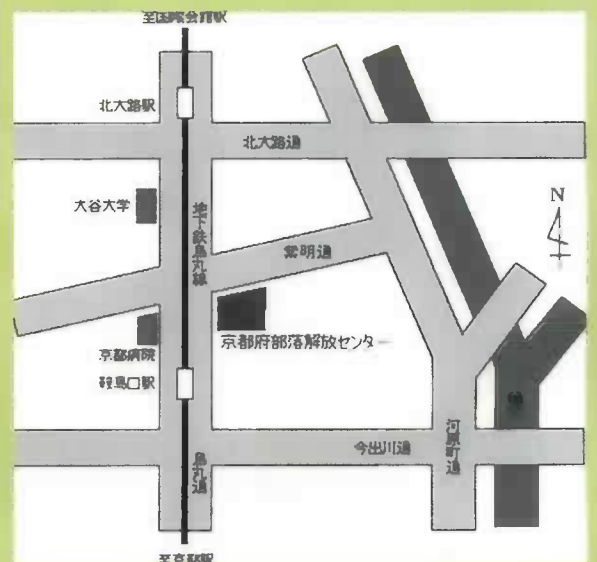 至国際会館駅
北大路駅
北大路通
大谷大学
地下鉄烏丸線
N
紫明通
京都府部落解放センター
京都病院
鞍馬口駅
今出川通
河原町通
烏丸通
至京都駅